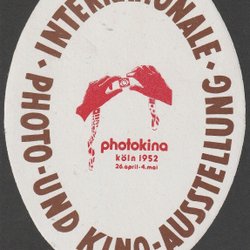 · INTERNATIONALE ·
PHOTO-UND KINO-AUSSTELLUNG
photokina
köln 1952
26.april-4.mai